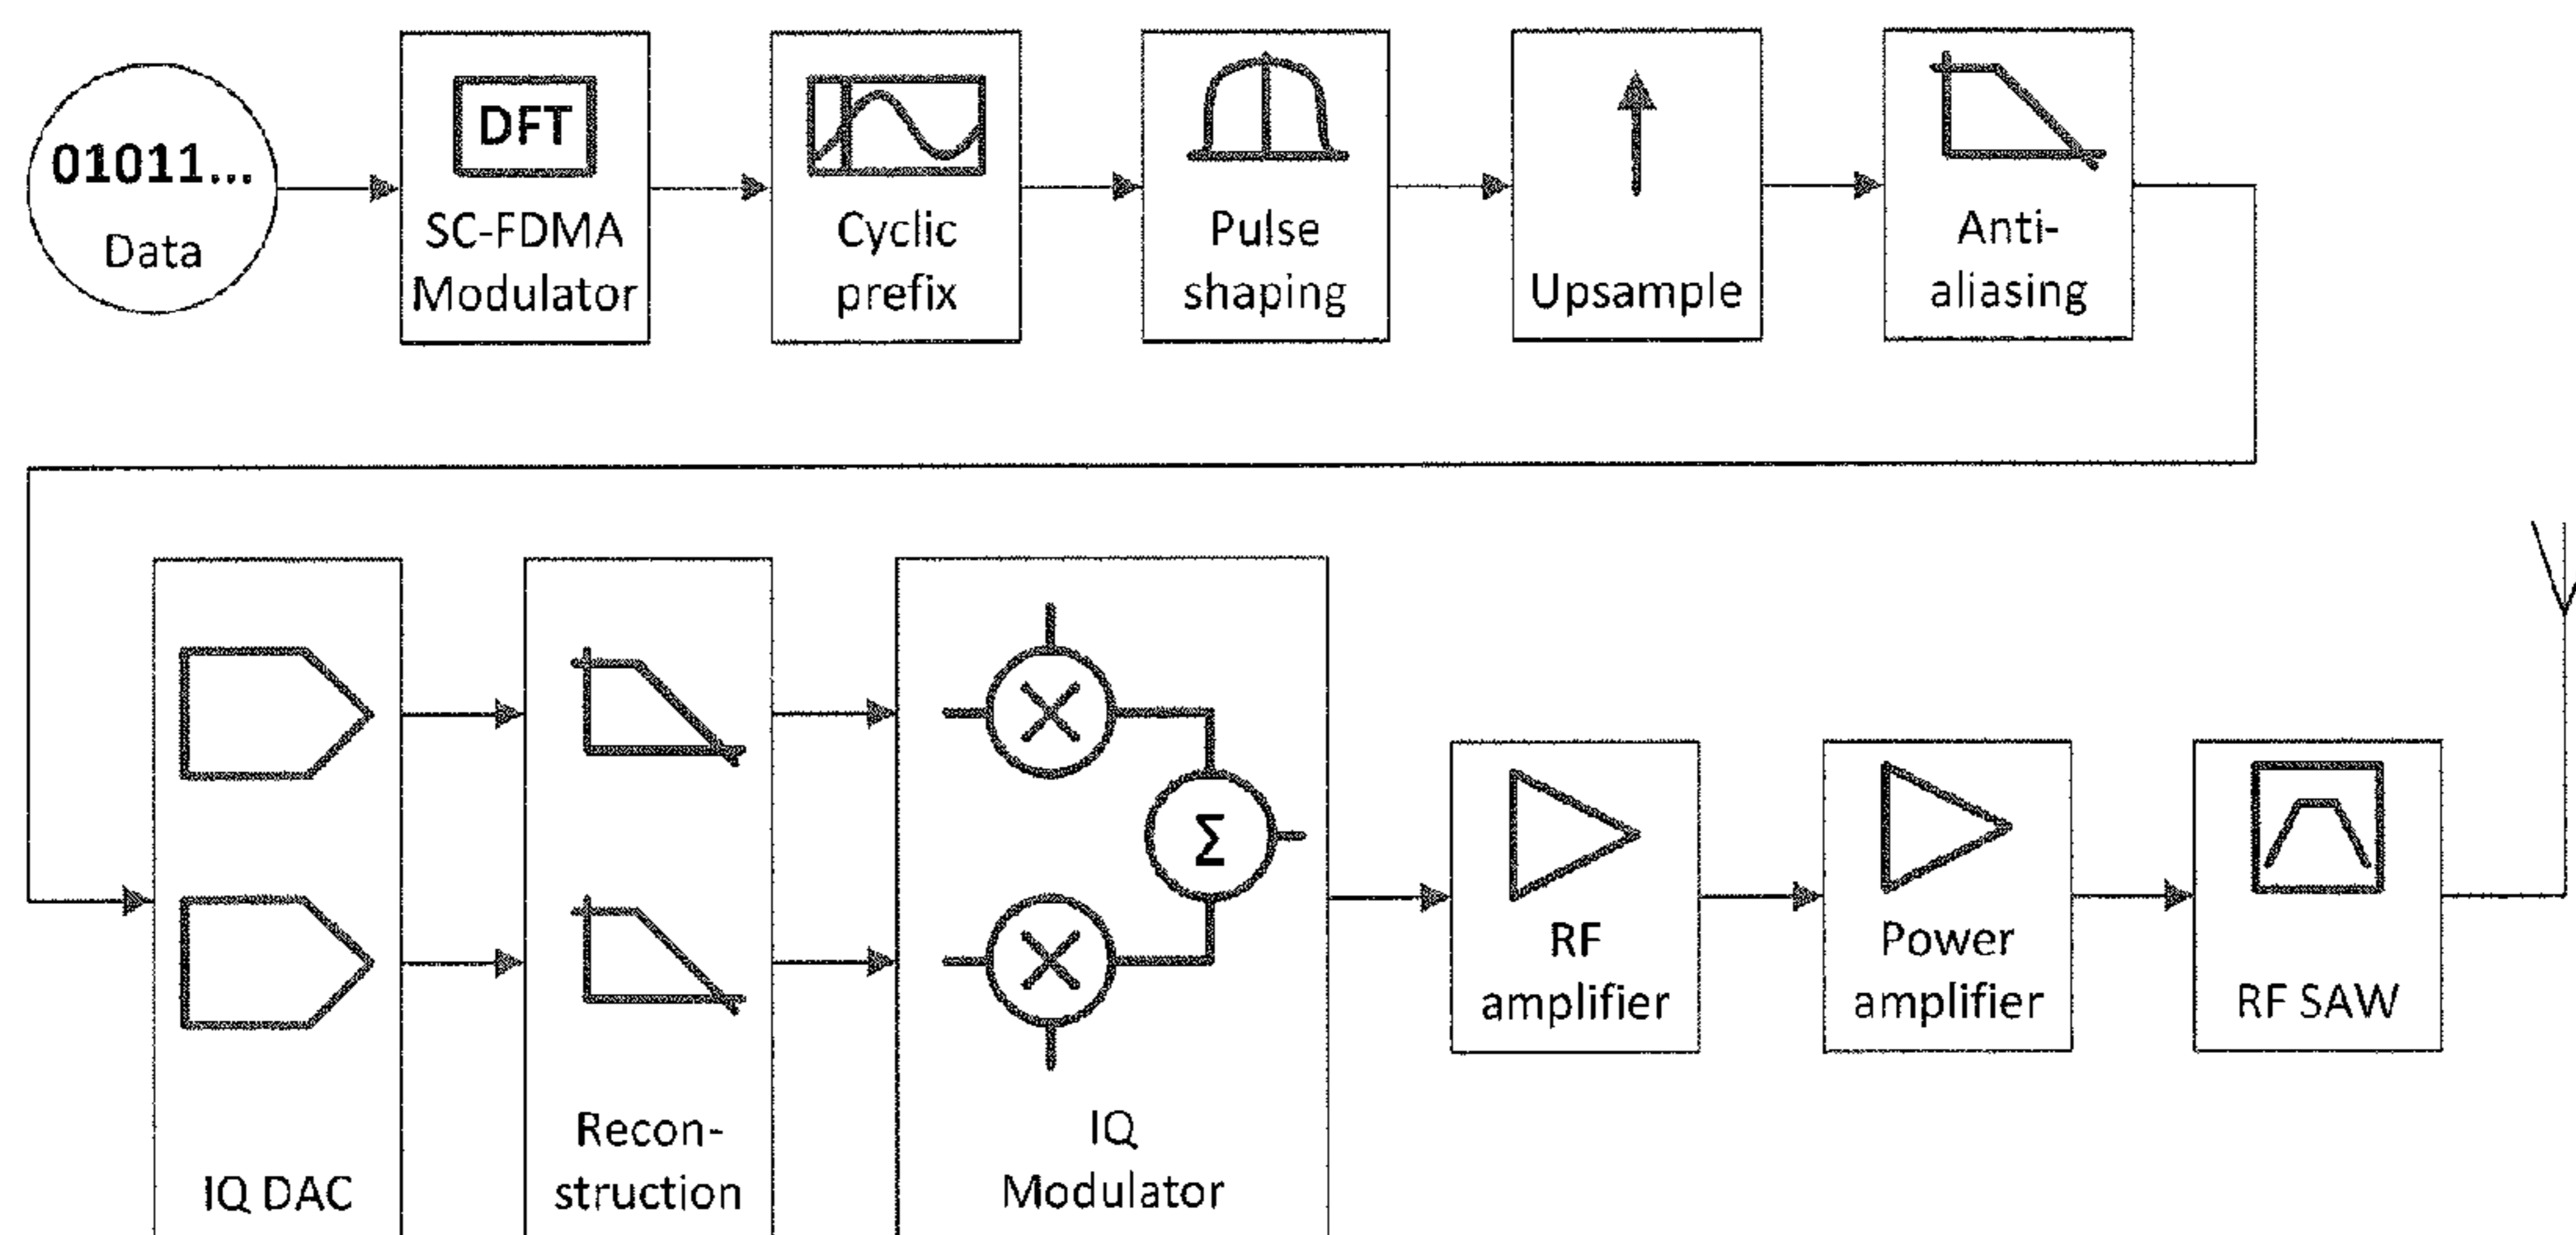 01011...
Data
DFT
SC-FDMA
Modulator
Cyclic
prefix
Pulse
shaping
Upsample
Anti-
aliasing
IQ DAC
Recon-
struction
Σ
IQ
Modulator
RF
amplifier
Power
amplifier
RF SAW